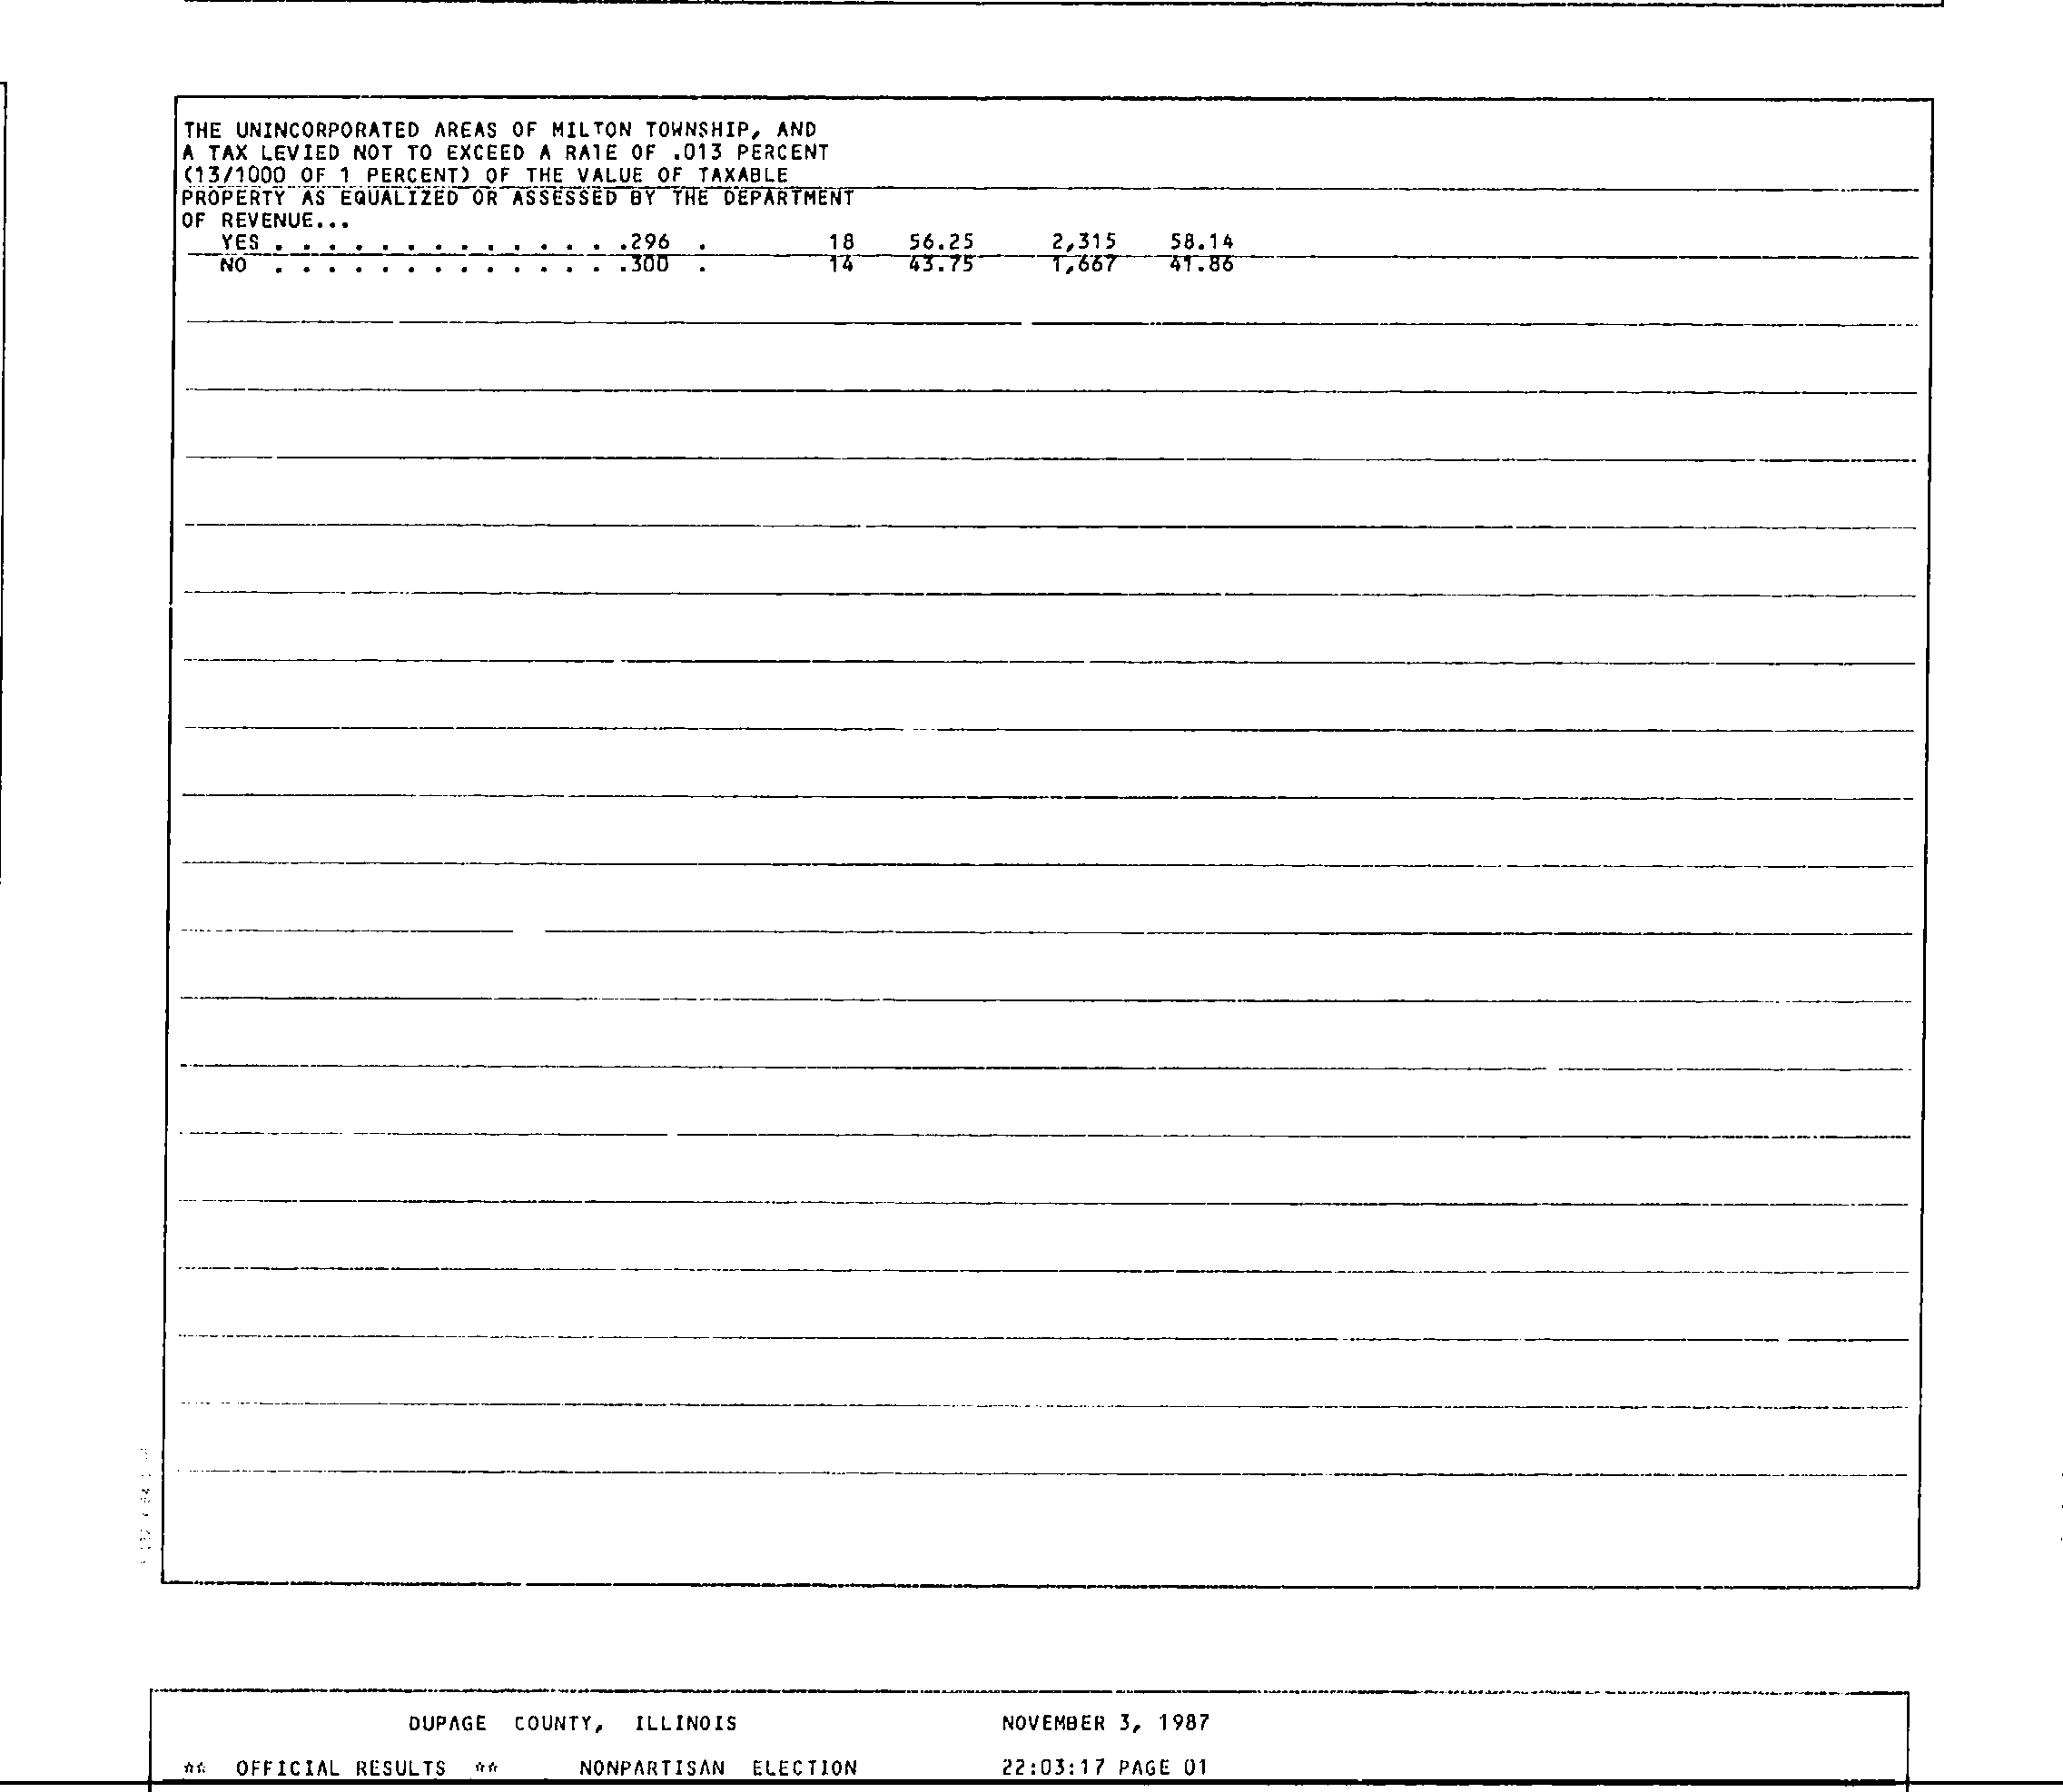 THE UNINCORPORATED AREAS OF MILTON TOWNSHIP, AND
A TAX LEVIED NOT TO EXCEED A RATE OF .013 PERCENT
(13/1000 OF 1 PERCENT) OF THE VALUE OF TAXABLE
PROPERTY AS EQUALIZED OR ASSESSED BY THE DEPARTMENT
OF REVENUE...
YES . . . . . . . . . . . . . .296 . 18 56.25 2,315 58.14
NO . . . . . . . . . . . . . .300 . 14 43.75 1,667 41.86
DUPAGE COUNTY, ILLINOIS NOVEMBER 3, 1987
** OFFICIAL RESULTS ** NONPARTISAN ELECTION 22:03:17 PAGE 01